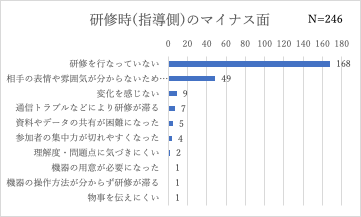 研修時(指導側)のマイナス面
N=246
0 20 40 60 80 100 120 140 160 180
研修を行なっていない 168
相手の表情や雰囲気が分からないため… 49
変化を感じない 9
通信トラブルなどにより研修が滞る 7
資料やデータの共有が困難になった 5
参加者の集中力が切れやすくなった 4
理解度・問題点に気づきにくい 2
機器の用意が必要になった 1
機器の操作方法が分からず研修が滞る 1
物事を伝えにくい 1